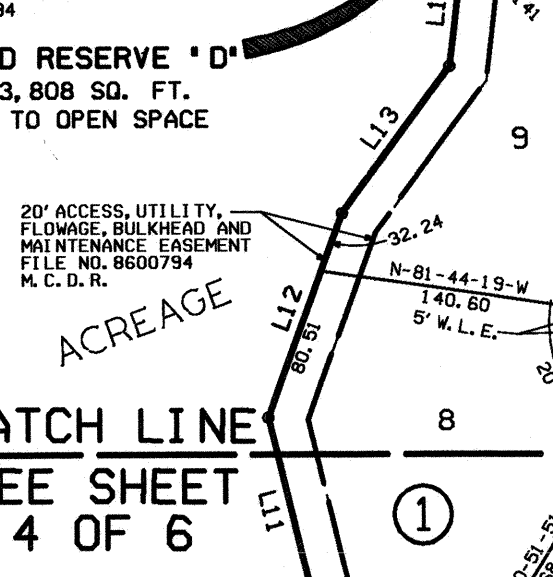 L1
41
D RESERVE "D"
3,808 SQ. FT.
TO OPEN SPACE
L13
9
20' ACCESS, UTILITY,
FLOWAGE, BULKHEAD AND
MAINTENANCE EASEMENT
FILE NO. 8600794
M. C. D. R.
32.24
N-81-44-19-W
140.60
5' W. L. E.
ACREAGE
L12
80.51
20
ATCH LINE
8
EE SHEET
4 OF 6
L11
1